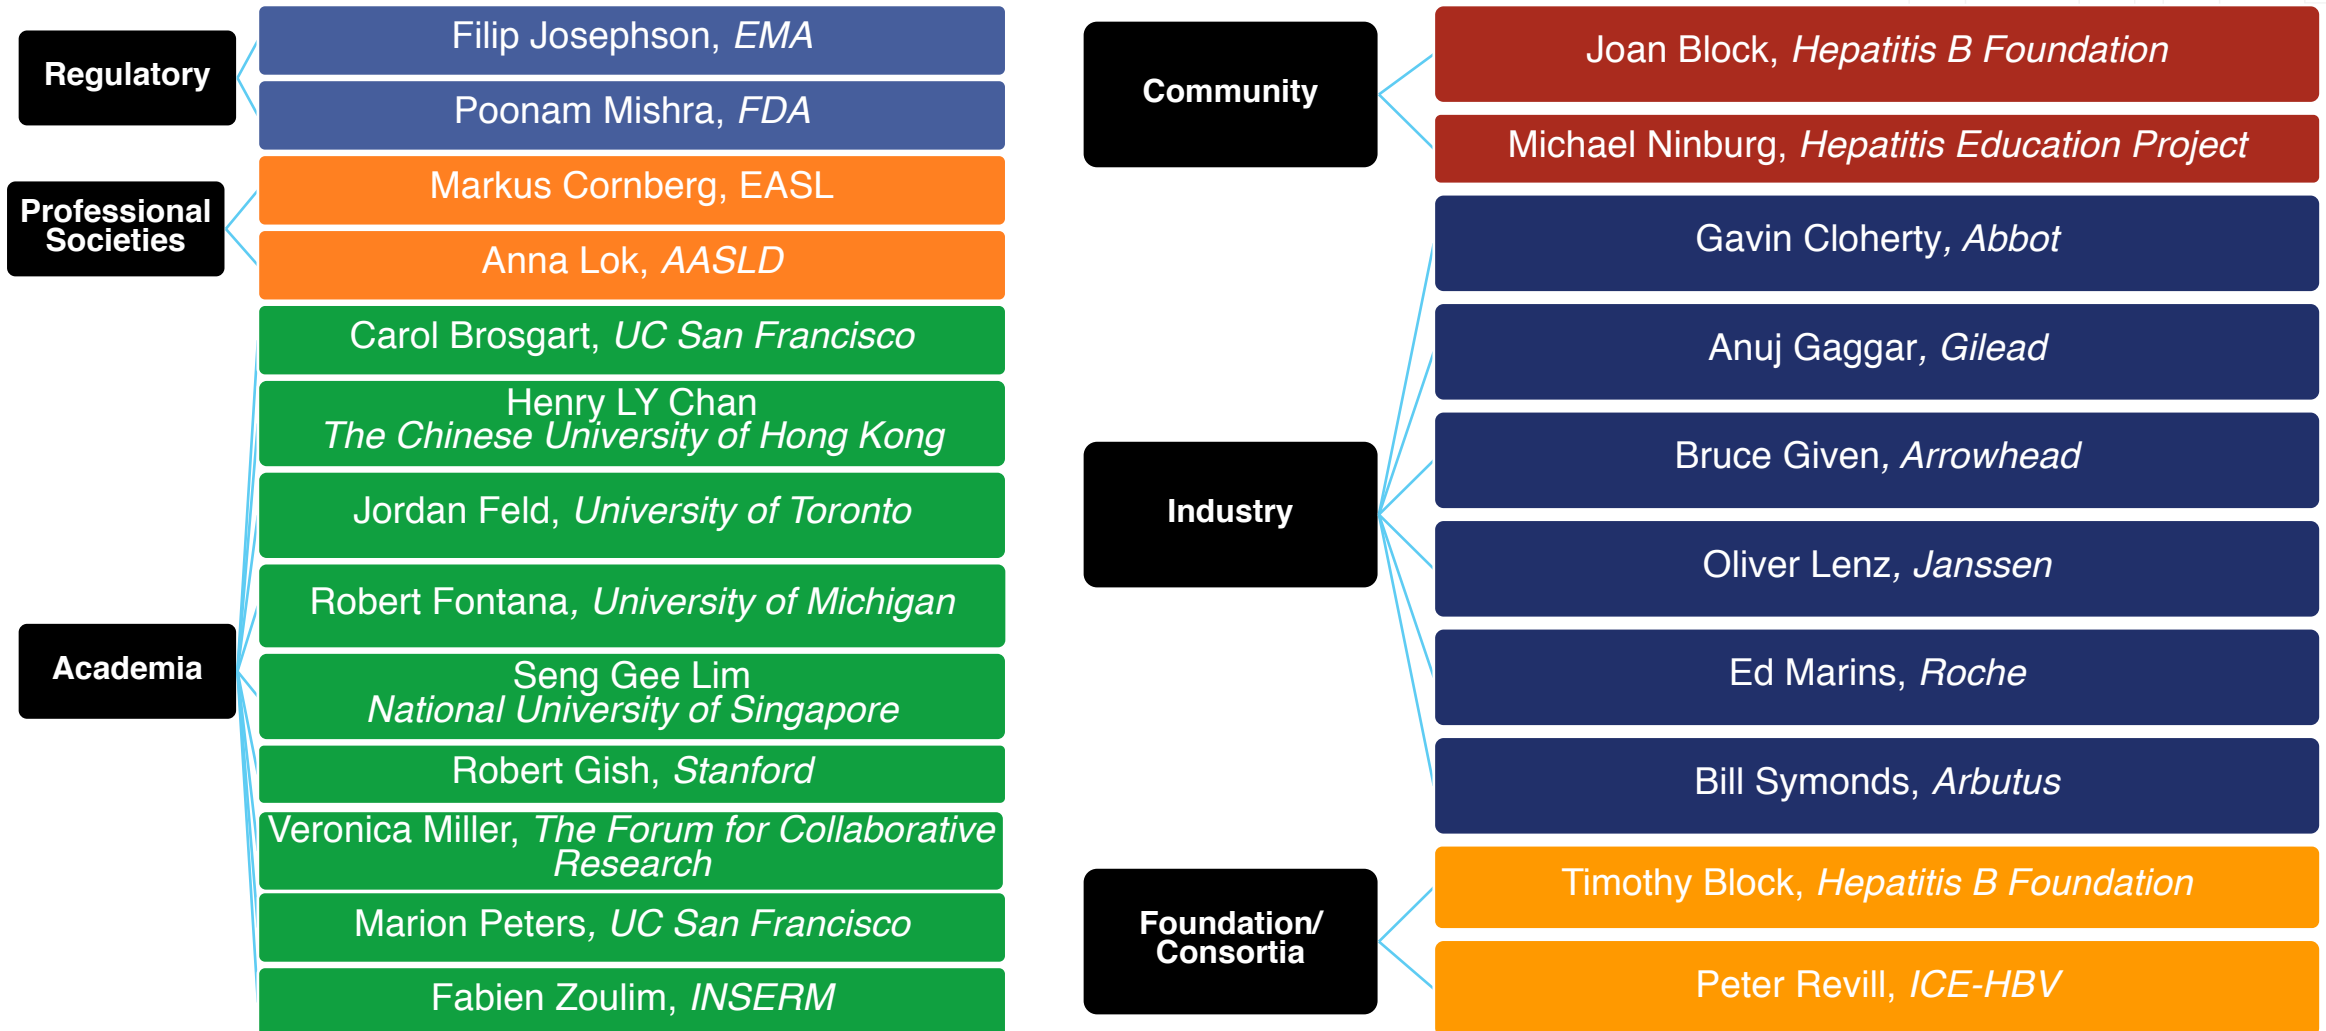 Regulatory
Filip Josephson, EMA
Poonam Mishra, FDA
Professional
Societies
Markus Cornberg, EASL
Anna Lok, AASLD
Academia
Carol Brosgart, UC San Francisco
Henry LY Chan
The Chinese University of Hong Kong
Jordan Feld, University of Toronto
Robert Fontana, University of Michigan
Seng Gee Lim
National University of Singapore
Robert Gish, Stanford
Veronica Miller, The Forum for Collaborative
Research
Marion Peters, UC San Francisco
Fabien Zoulim, INSERM
Community
Joan Block, Hepatitis B Foundation
Michael Ninburg, Hepatitis Education Project
Industry
Gavin Cloherty, Abbot
Anuj Gaggar, Gilead
Bruce Given, Arrowhead
Oliver Lenz, Janssen
Ed Marins, Roche
Bill Symonds, Arbutus
Foundation/
Consortia
Timothy Block, Hepatitis B Foundation
Peter Revill, ICE-HBV